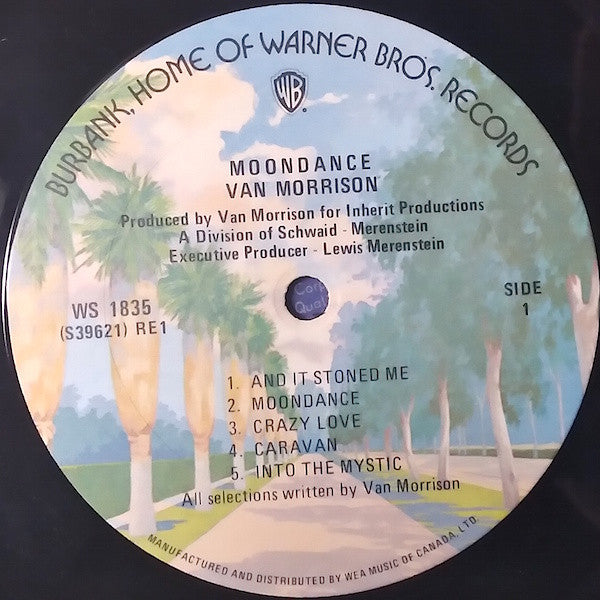 BURBANK, HOME OF WARNER BROS. RECORDS
WB
MOONDANCE
VAN MORRISON
Produced by Van Morrison for Inherit Productions
A Division of Schwaid - Merenstein
Executive Producer - Lewis Merenstein
WS 1835
(S39621) RE1
SIDE
1
1. AND IT STONED ME
2. MOONDANCE
3. CRAZY LOVE
4. CARAVAN
5. INTO THE MYSTIC
All selections written by Van Morrison
MANUFACTURED AND DISTRIBUTED BY WEA MUSIC OF CANADA, LTD.